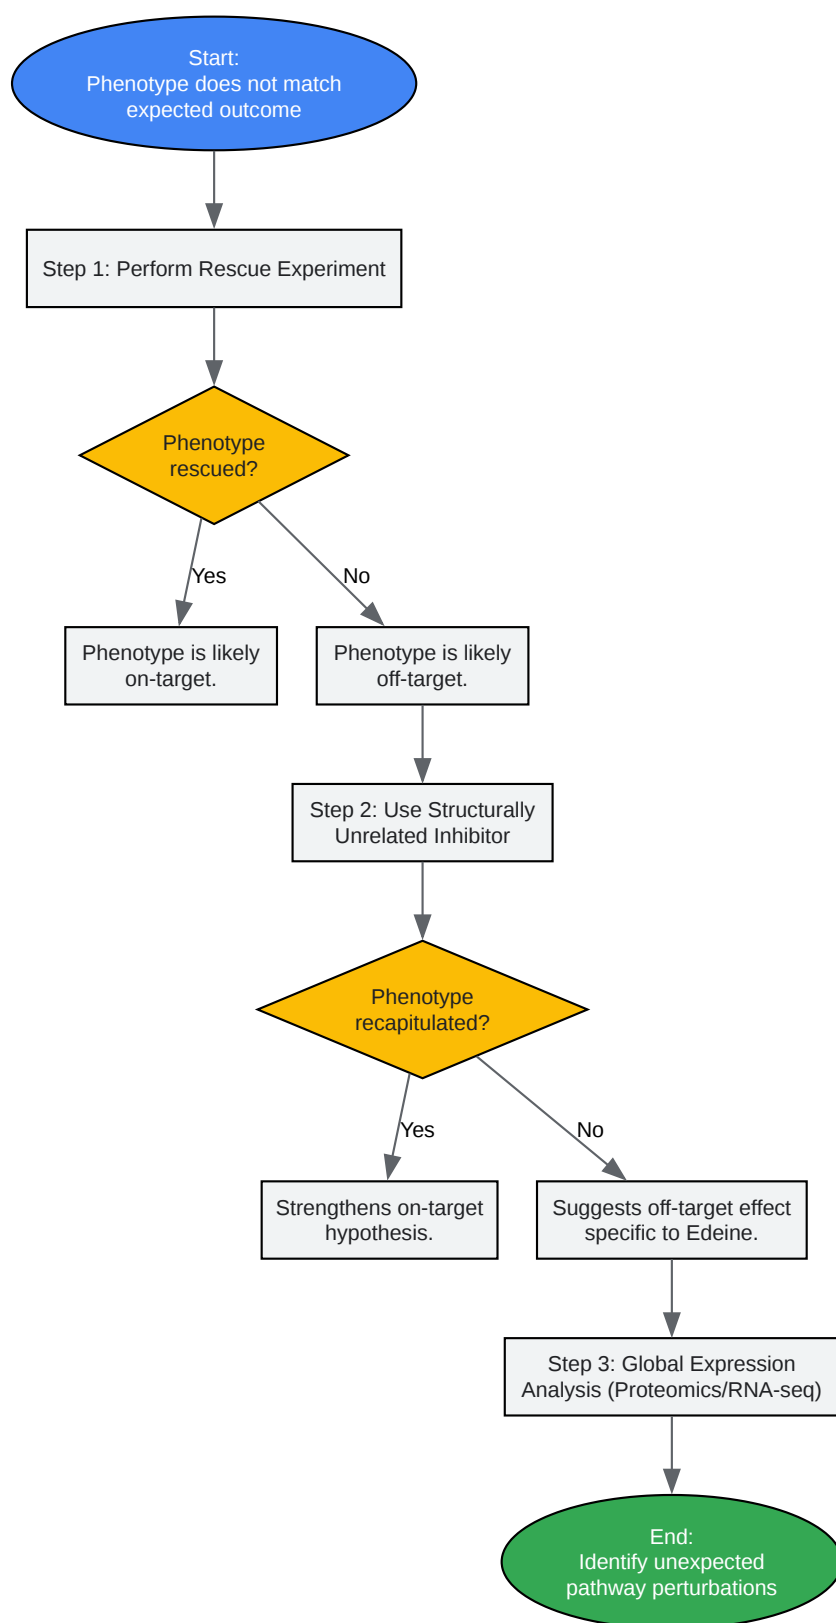 Start:
Phenotype does not match
expected outcome
Step 1: Perform Rescue Experiment
Phenotype
rescued?
Yes
No
Phenotype is likely
on-target.
Phenotype is likely
off-target.
Step 2: Use Structurally
Unrelated Inhibitor
Phenotype
recapitulated?
Yes
No
Strengthens on-target
hypothesis.
Suggests off-target effect
specific to Edeine.
Step 3: Global Expression
Analysis (Proteomics/RNA-seq)
End:
Identify unexpected
pathway perturbations